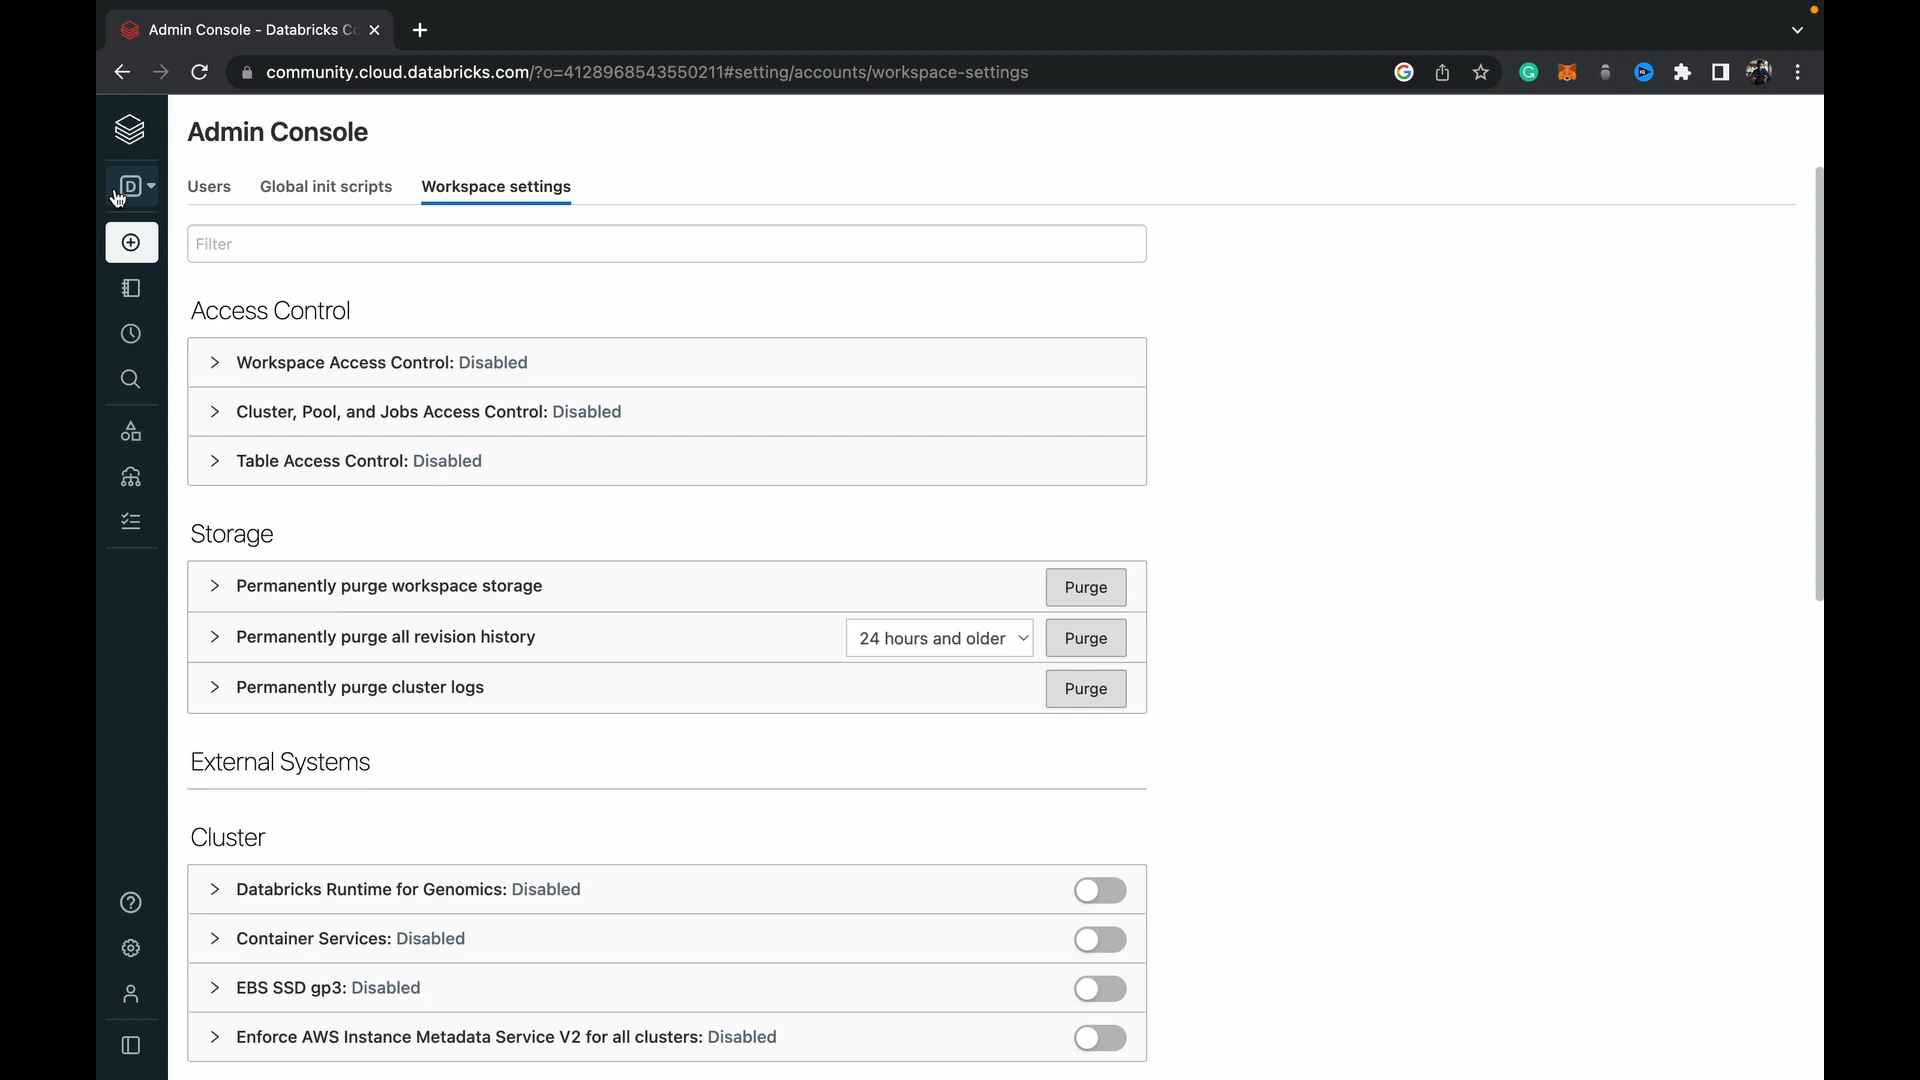 Admin Console - Databricks Co
community.cloud.databricks.com/?o=4128968543550211#setting/accounts/workspace-settings
D
Admin Console
Users
Global init scripts
Workspace settings
Filter
Access Control
Workspace Access Control: Disabled
Cluster, Pool, and Jobs Access Control: Disabled
Table Access Control: Disabled
Storage
Permanently purge workspace storage
Purge
Permanently purge all revision history
24 hours and older
Purge
Permanently purge cluster logs
Purge
External Systems
Cluster
Databricks Runtime for Genomics: Disabled
Container Services: Disabled
EBS SSD gp3: Disabled
Enforce AWS Instance Metadata Service V2 for all clusters: Disabled